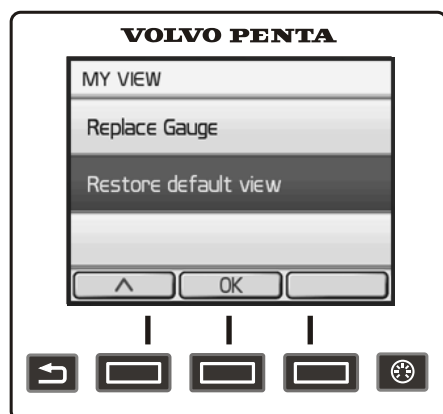 VOLVO PENTA
MY VIEW
Replace Gauge
Restore default view
OK